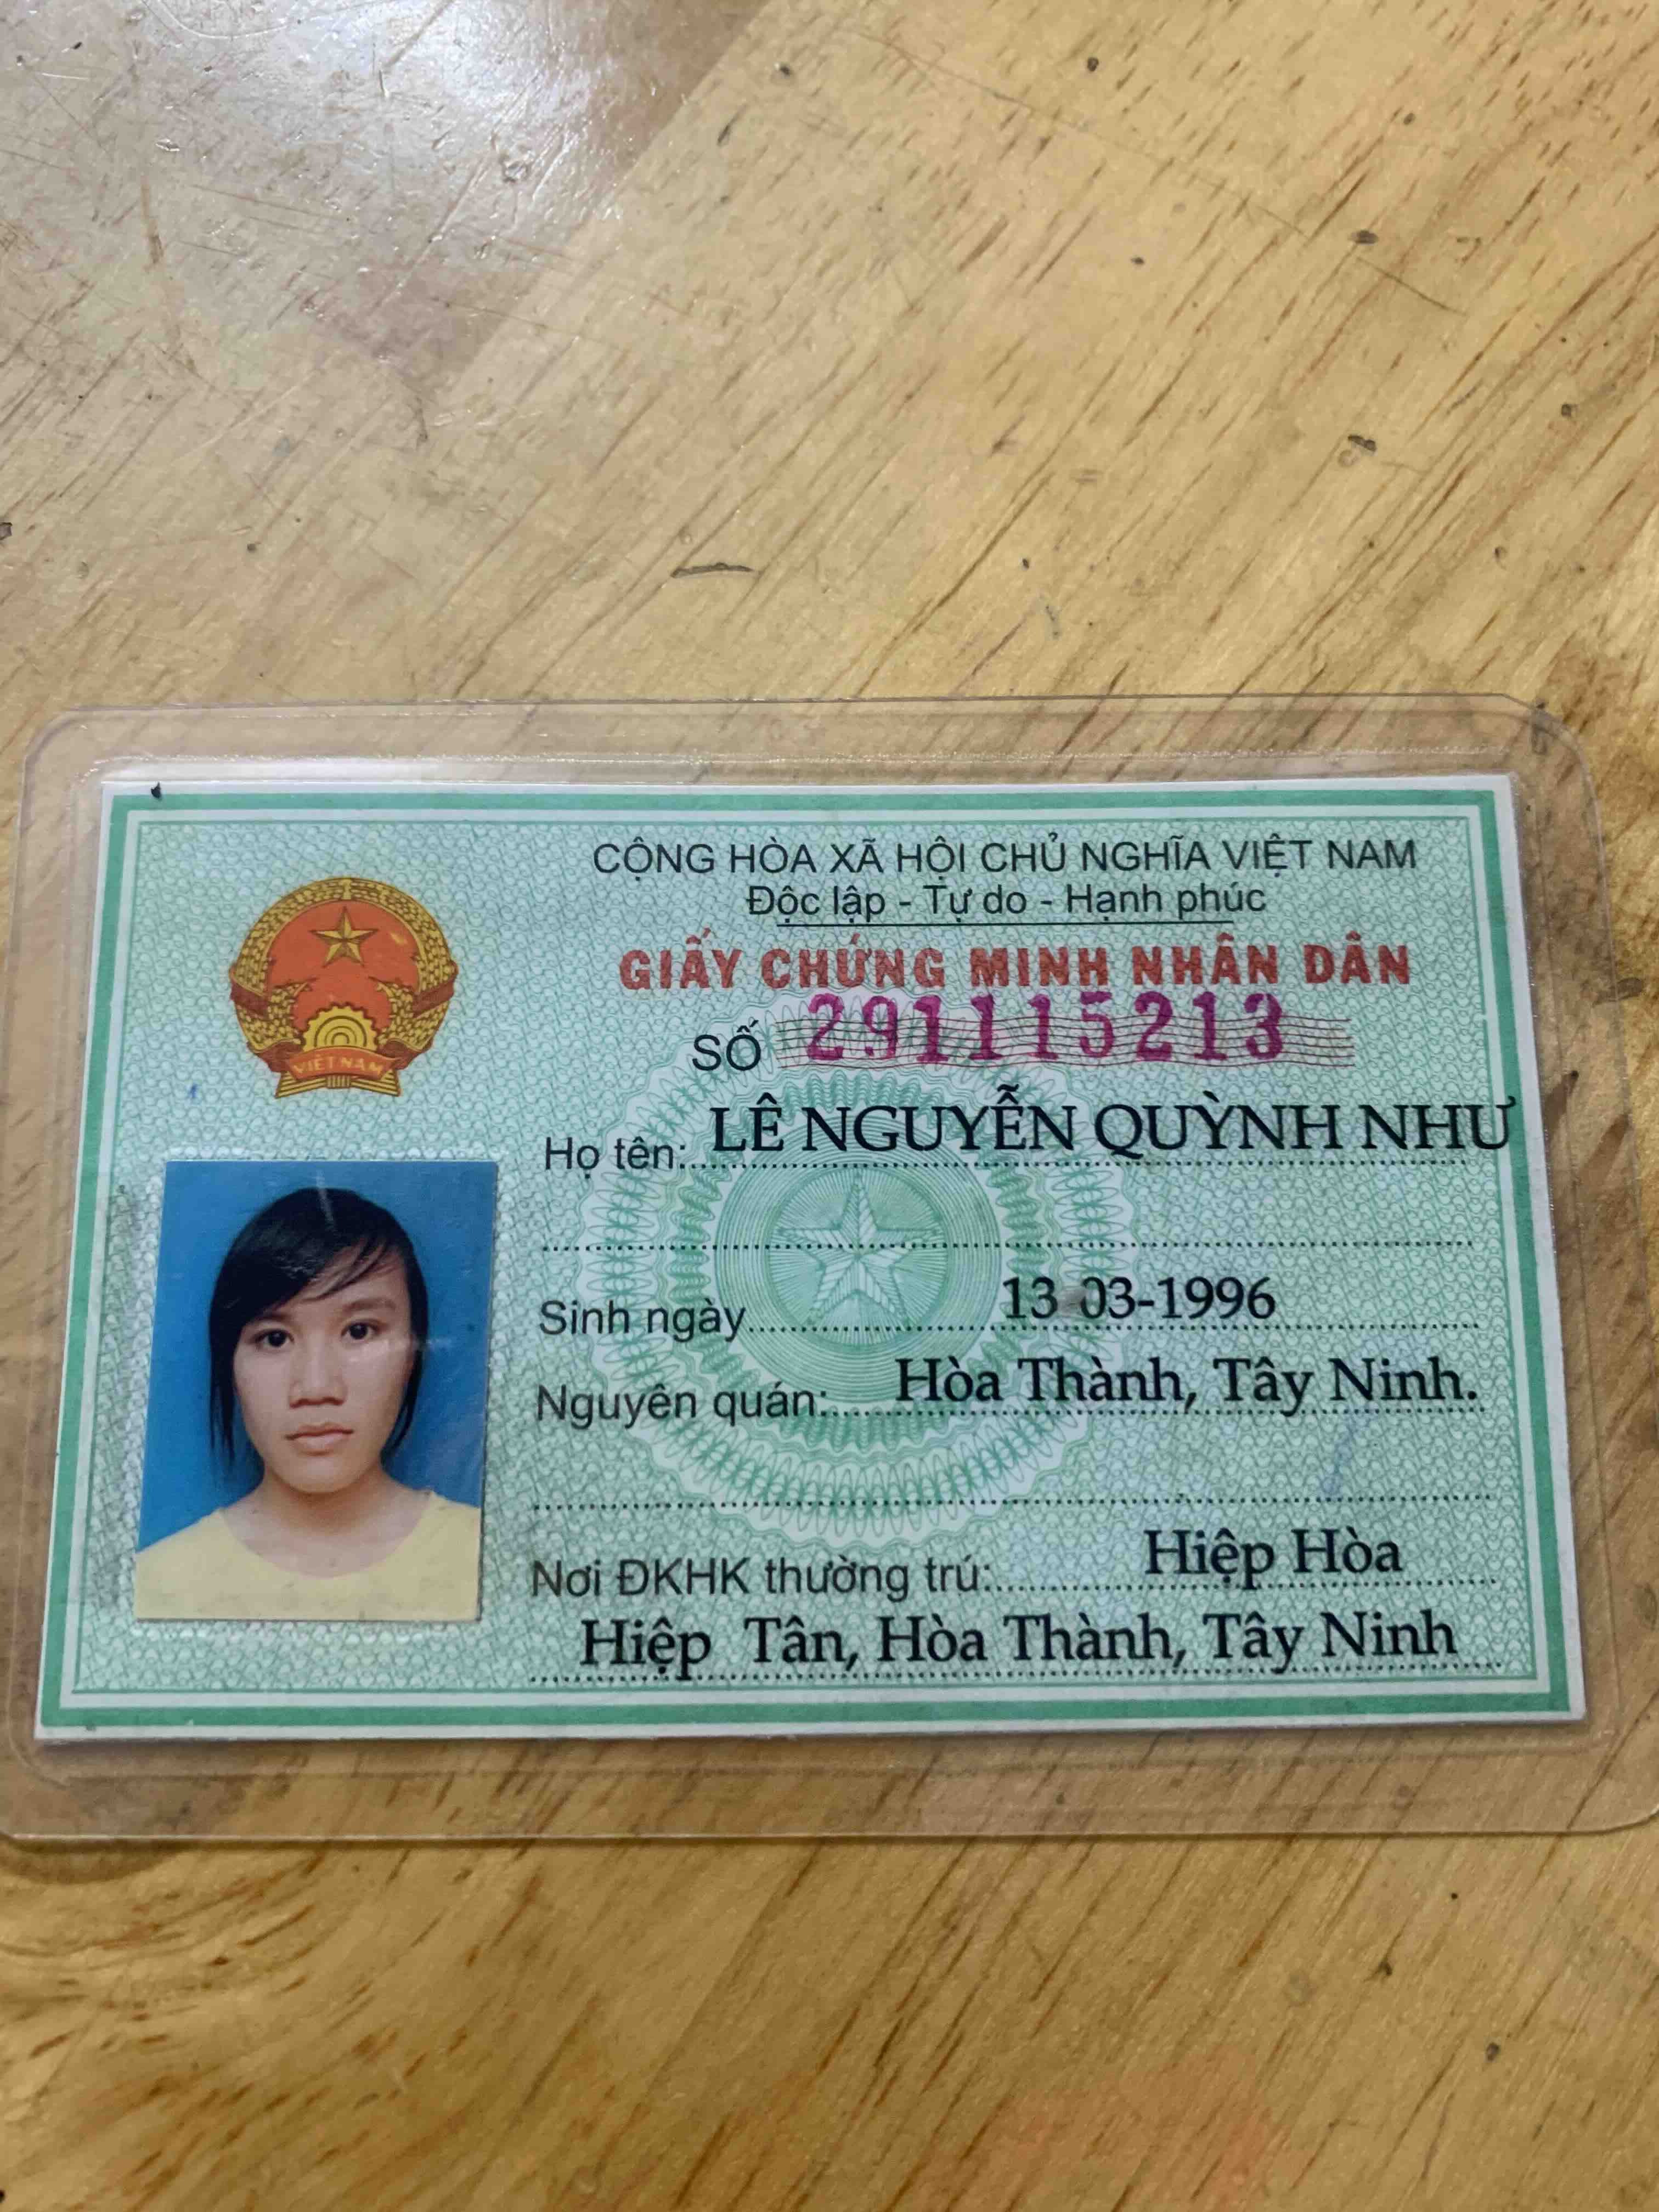 CỘNG HÒA XÃ HỘI CHỦ NGHĨA VIỆT NAM
Độc lập - Tự do - Hạnh phúc
GIẤY CHỨNG MINH NHÂN DÂN
SỐ 291115213
Họ tên: LÊ NGUYỄN QUỲNH NHƯ
Sinh ngày 13 03-1996
Nguyên quán: Hòa Thành, Tây Ninh.
Nơi ĐKHK thường trú: Hiệp Hòa
Hiệp Tân, Hòa Thành, Tây Ninh
VIỆT NAM